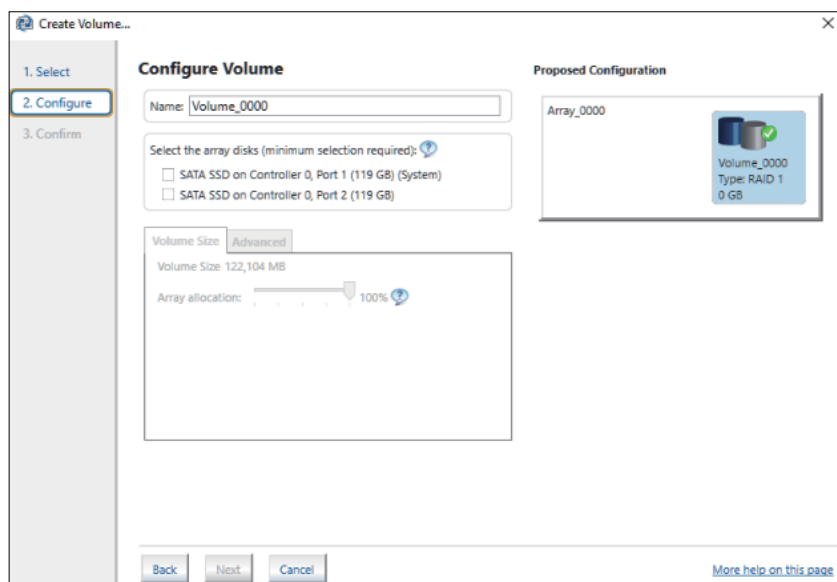 Create Volume...
1. Select
2. Configure
3. Confirm
Configure Volume
Name: Volume_0000
Select the array disks (minimum selection required):
SATA SSD on Controller 0, Port 1 (119 GB) (System)
SATA SSD on Controller 0, Port 2 (119 GB)
Volume Size Advanced
Volume Size 122,104 MB
Array allocation: 100%
Proposed Configuration
Array_0000
Volume_0000
Type: RAID 1
0 GB
Back Next Cancel
More help on this page